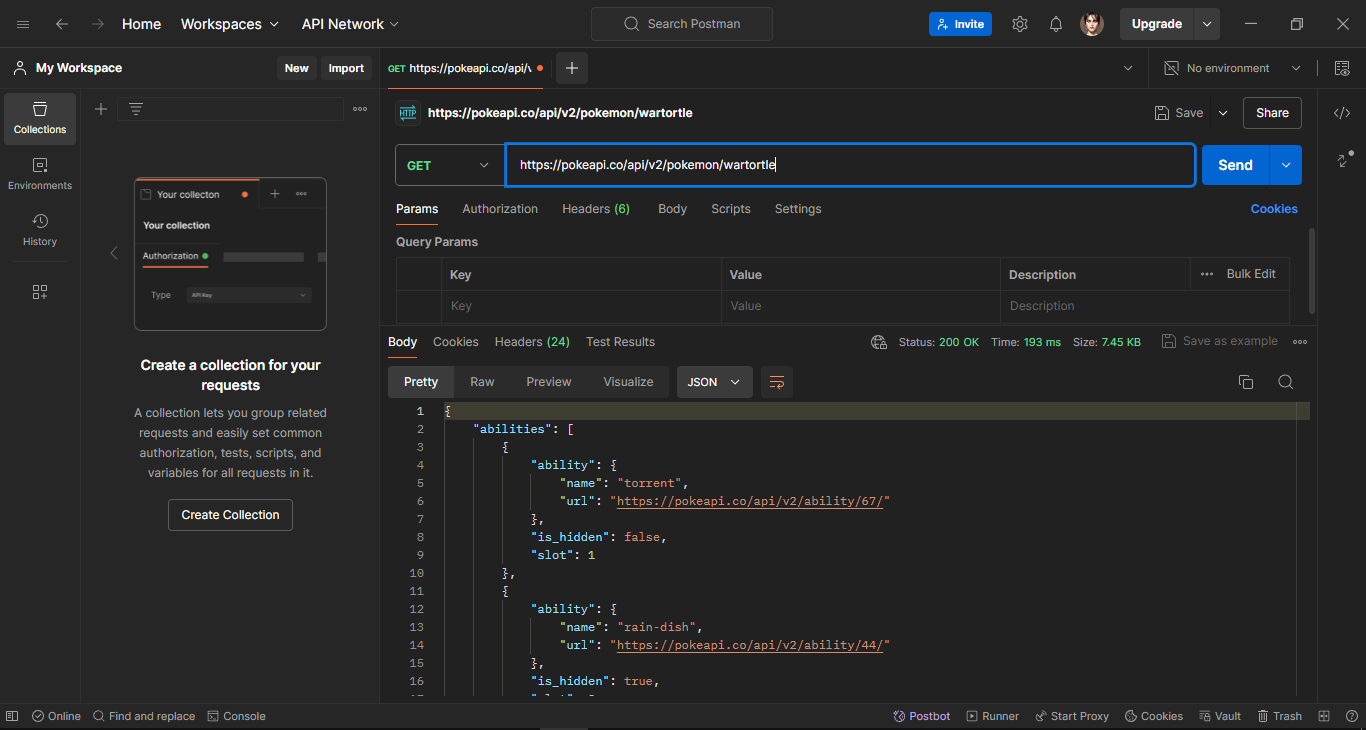 Home Workspaces API Network Search Postman Invite Upgrade
My Workspace New Import GET https://pokeapi.co/api/v No environment
Collections
Environments
History
Your collecton
Your collection
Authorization
Type API Key
Create a collection for your
requests
A collection lets you group related
requests and easily set common
authorization, tests, scripts, and
variables for all requests in it.
Create Collection
HTTP https://pokeapi.co/api/v2/pokemon/wartortle Save Share
GET https://pokeapi.co/api/v2/pokemon/wartortle Send
Params Authorization Headers (6) Body Scripts Settings Cookies
Query Params
Key Value Description Bulk Edit
Key Value Description
Body Cookies Headers (24) Test Results Status: 200 OK Time: 193 ms Size: 7.45 KB Save as example
Pretty Raw Preview Visualize JSON
1 {
2 "abilities": [
3 {
4 "ability": {
5 "name": "torrent",
6 "url": "https://pokeapi.co/api/v2/ability/67/"
7 },
8 "is_hidden": false,
9 "slot": 1
10 },
11 {
12 "ability": {
13 "name": "rain-dish",
14 "url": "https://pokeapi.co/api/v2/ability/44/"
15 },
16 "is_hidden": true,
Online Find and replace Console Postbot Runner Start Proxy Cookies Vault Trash